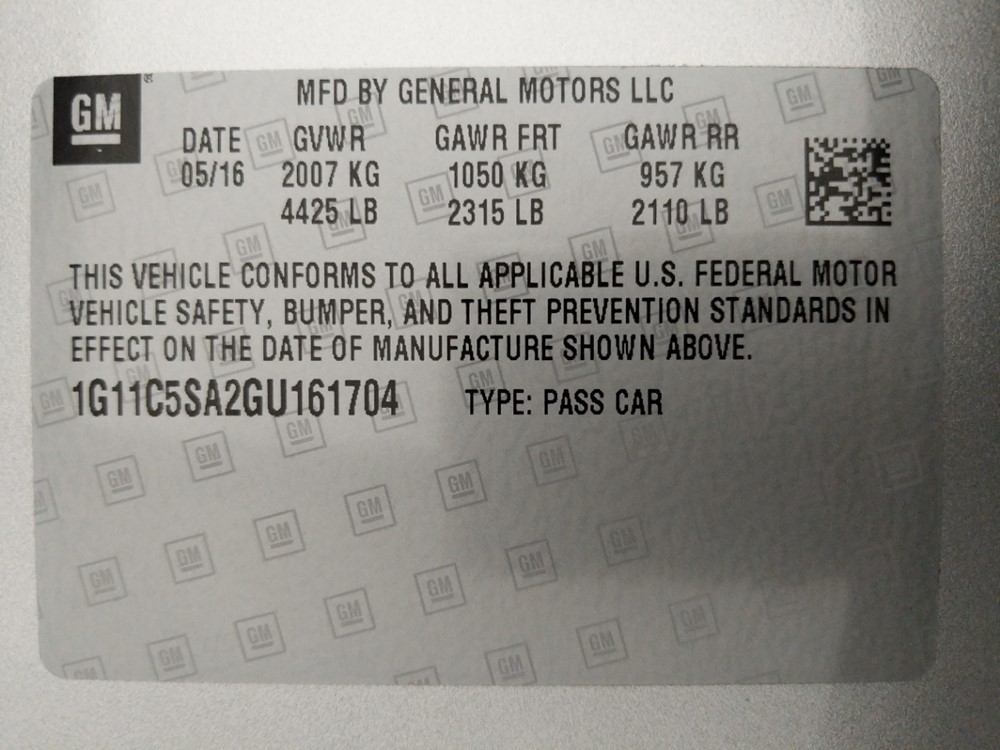 GM
MFD BY GENERAL MOTORS LLC
DATE GVWR GAWR FRT GAWR RR
05/16 2007 KG 1050 KG 957 KG
4425 LB 2315 LB 2110 LB
THIS VEHICLE CONFORMS TO ALL APPLICABLE U.S. FEDERAL MOTOR
VEHICLE SAFETY, BUMPER, AND THEFT PREVENTION STANDARDS IN
EFFECT ON THE DATE OF MANUFACTURE SHOWN ABOVE.
1G11C5SA2GU161704 TYPE: PASS CAR